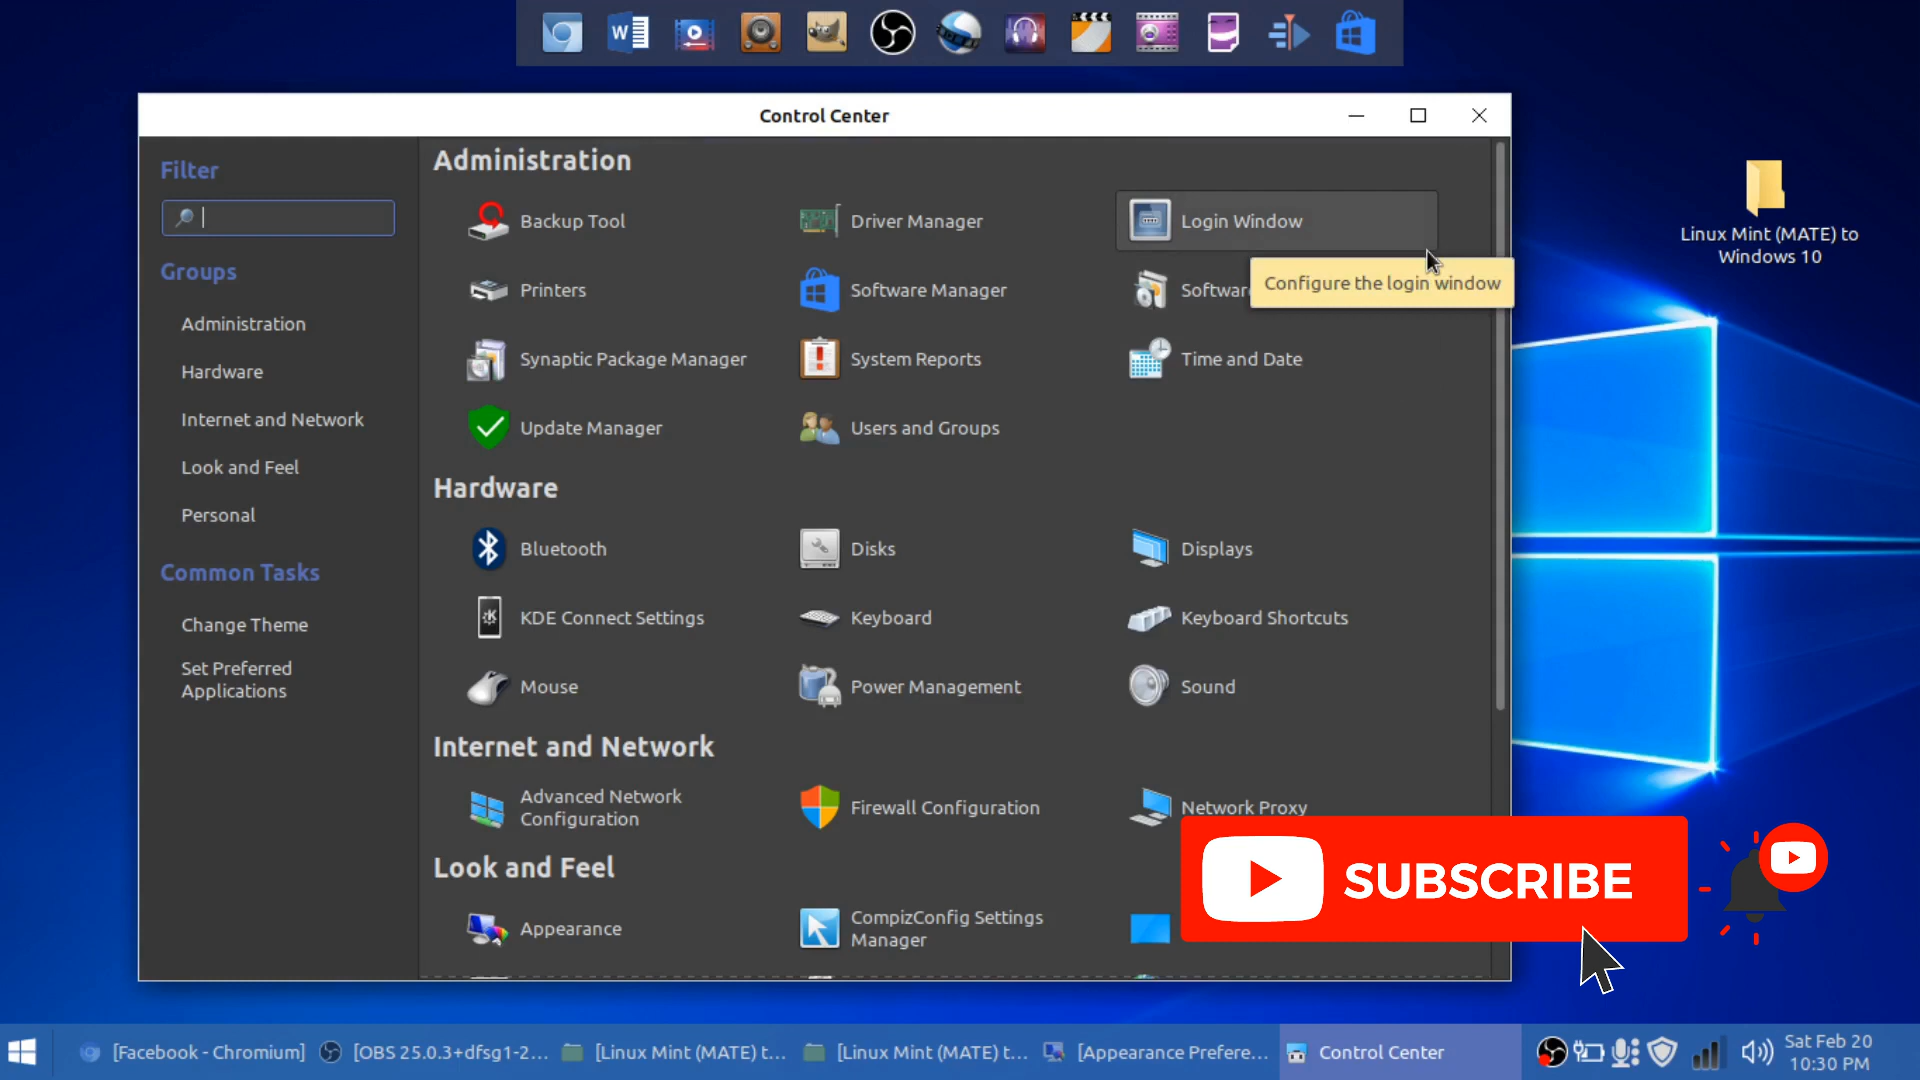 W
Control Center
Filter
Groups
Administration
Hardware
Internet and Network
Look and Feel
Personal
Common Tasks
Change Theme
Set Preferred
Applications
Administration
Backup Tool
Driver Manager
Login Window
Printers
Software Manager
Softwar
Configure the login window
Synaptic Package Manager
System Reports
Time and Date
Update Manager
Users and Groups
Hardware
Bluetooth
Disks
Displays
KDE Connect Settings
Keyboard
Keyboard Shortcuts
Mouse
Power Management
Sound
Internet and Network
Advanced Network
Configuration
Firewall Configuration
Network Proxy
Look and Feel
Appearance
CompizConfig Settings
Manager
SUBSCRIBE
Linux Mint (MATE) to
Windows 10
[Facebook - Chromium]
[OBS 25.0.3+dfsg1-2...
[Linux Mint (MATE) t...
[Linux Mint (MATE) t...
[Appearance Prefere...
Control Center
Sat Feb 20
10:30 PM